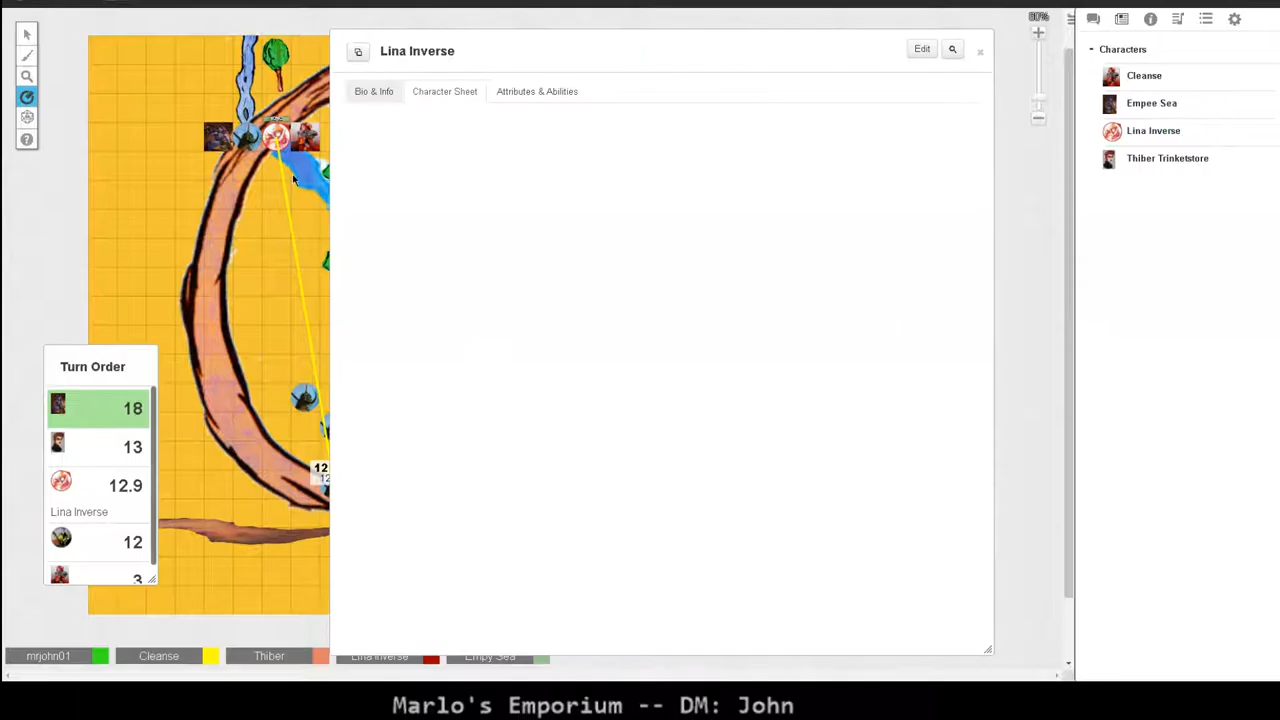 80%
Lina Inverse
Edit
Bio & Info
Character Sheet
Attributes & Abilities
Characters
Cleanse
Empee Sea
Lina Inverse
Thiber Trinketstore
Turn Order
18
13
12.9
Lina Inverse
12
3
12
12
mrjohn01
Cleanse
Thiber
Lina Inverse
Empy Sea
Marlo's Emporium -- DM: John